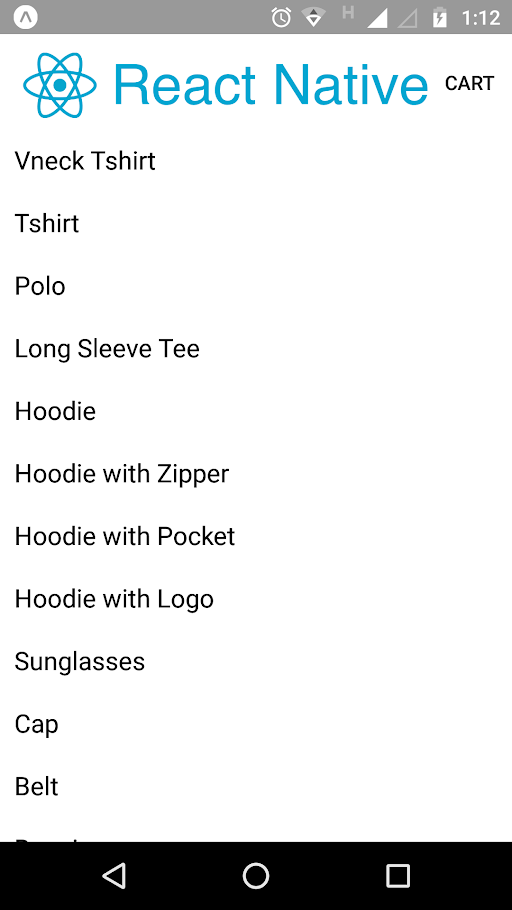 H 1:12
React Native CART
Vneck Tshirt
Tshirt
Polo
Long Sleeve Tee
Hoodie
Hoodie with Zipper
Hoodie with Pocket
Hoodie with Logo
Sunglasses
Cap
Belt